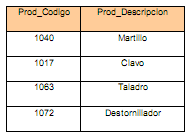 Prod_Codigo Prod_Descripcion
1040 Martillo
1017 Clavo
1063 Taladro
1072 Destornillador